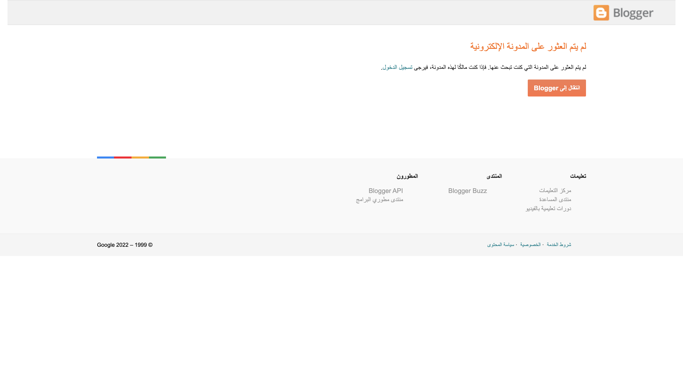 Blogger
لم يتم العثور على المدونة الإلكترونية
لم يتم العثور على المدونة التي كنت تبحث عنها. فإذا كنت مالكًا لهذه المدونة، فيرجى تسجيل الدخول.
انتقال إلى Blogger
تعليمات
مركز التعليمات
منتدى المساعدة
دورات تعليمية بالفيديو
المنتدى
Blogger Buzz
المطورون
Blogger API
منتدى مطوري البرامج
شروط الخدمة - الخصوصية - سياسة المحتوى
Google 2022 – 1999 ©